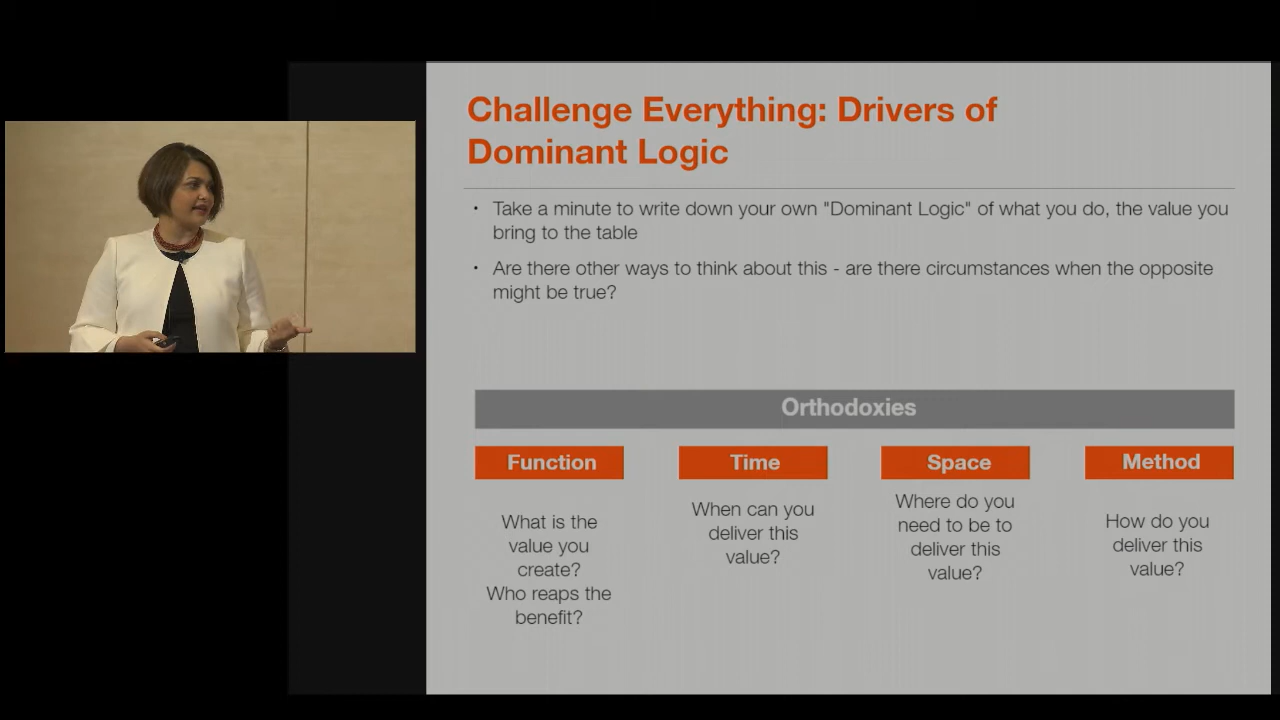 Challenge Everything: Drivers of
Dominant Logic
• Take a minute to write down your own "Dominant Logic" of what you do, the value you
bring to the table
• Are there other ways to think about this - are there circumstances when the opposite
might be true?
Orthodoxies
Function
What is the
value you
create?
Who reaps the
benefit?
Time
When can you
deliver this
value?
Space
Where do you
need to be to
deliver this
value?
Method
How do you
deliver this
value?